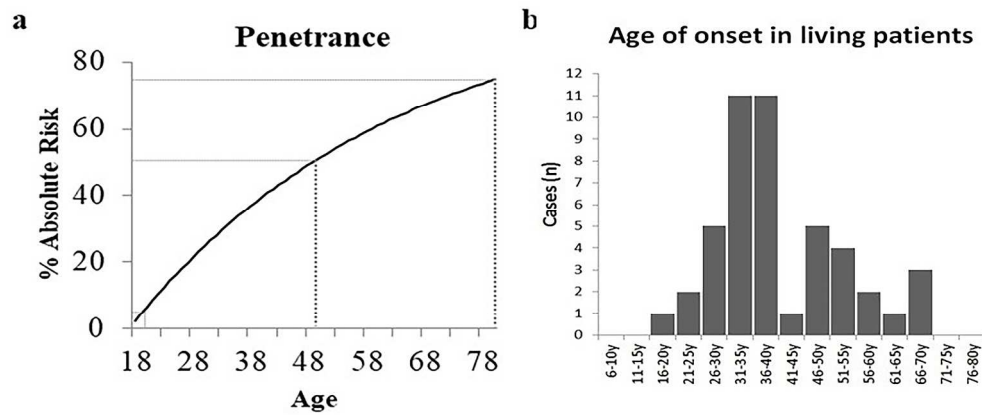 a
Penetrance
80
60
40
20
0
% Absolute Risk
18 28 38 48 58 68 78
Age
b
Age of onset in living patients
12
11
10
9
8
7
6
5
4
3
2
1
0
Cases (n)
6-10y 11-15y 16-20y 21-25y 26-30y 31-35y 36-40y 41-45y 46-50y 51-55y 56-60y 61-65y 66-70y 71-75y 76-80y